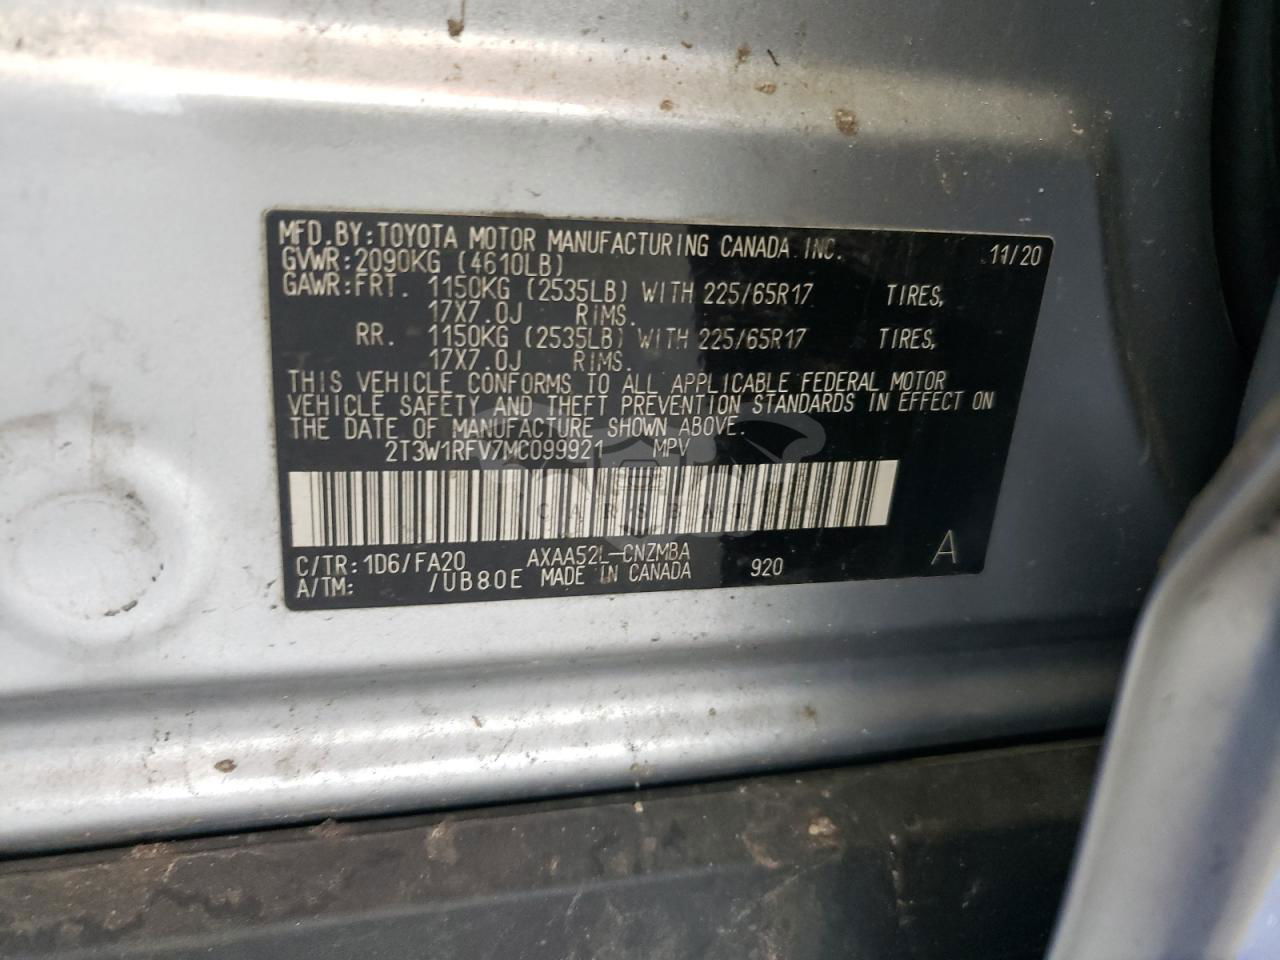 MFD. BY: TOYOTA MOTOR MANUFACTURING CANADA INC. 11/20
GVWR: 2090KG (4610LB)
GAWR: FRT. 1150KG (2535LB) WITH 225/65R17 TIRES,
17X7.0J RIMS.
RR. 1150KG (2535LB) WITH 225/65R17 TIRES,
17X7.0J RIMS.
THIS VEHICLE CONFORMS TO ALL APPLICABLE FEDERAL MOTOR
VEHICLE SAFETY AND THEFT PREVENTION STANDARDS IN EFFECT ON
THE DATE OF MANUFACTURE SHOWN ABOVE.
2T3W1RFV7MC099921 MPV
C/TR: 1D6/FA20 AXAA52L-CNZMBA
A/TM: /UB80E MADE IN CANADA 920 A